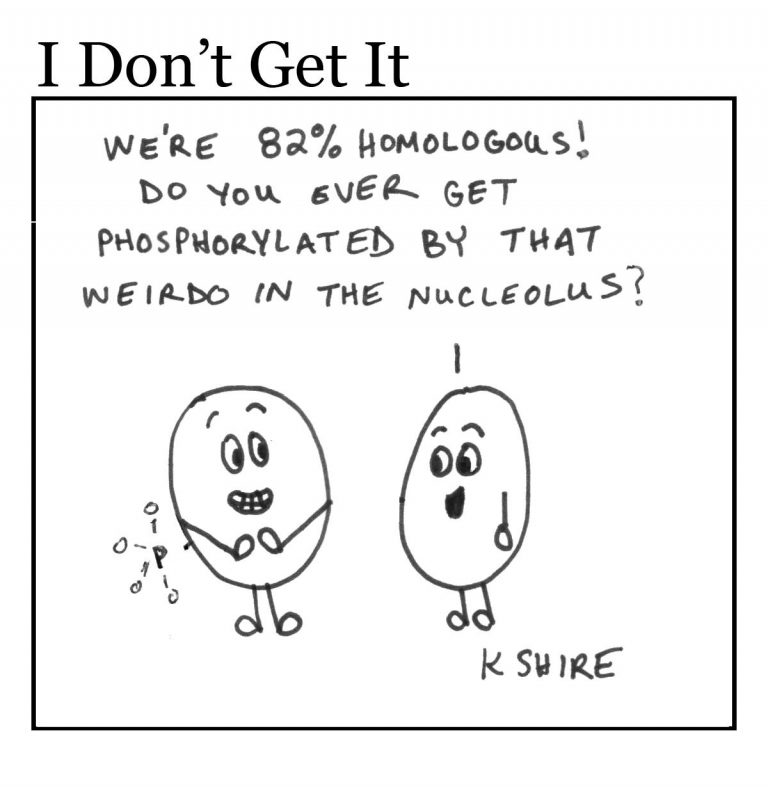 I Don't Get It
WE'RE 82% HOMOLOGOUS!
DO YOU EVER GET
PHOSPHORYLATED BY THAT
WEIRDO IN THE NUCLEOLUS?
O
O P
O O
K SHIRE